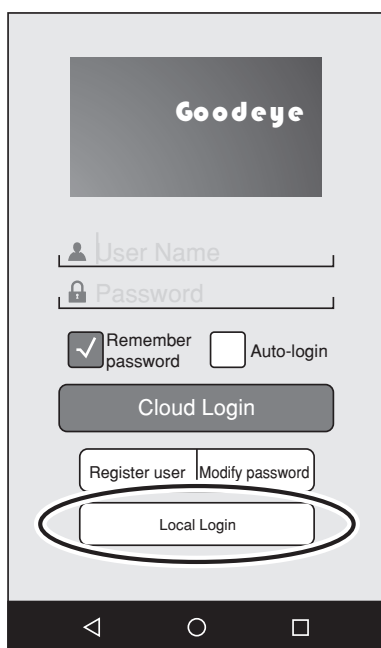 Goodeye
User Name
Password
Remember
password
Auto-login
Cloud Login
Register user
Modify password
Local Login